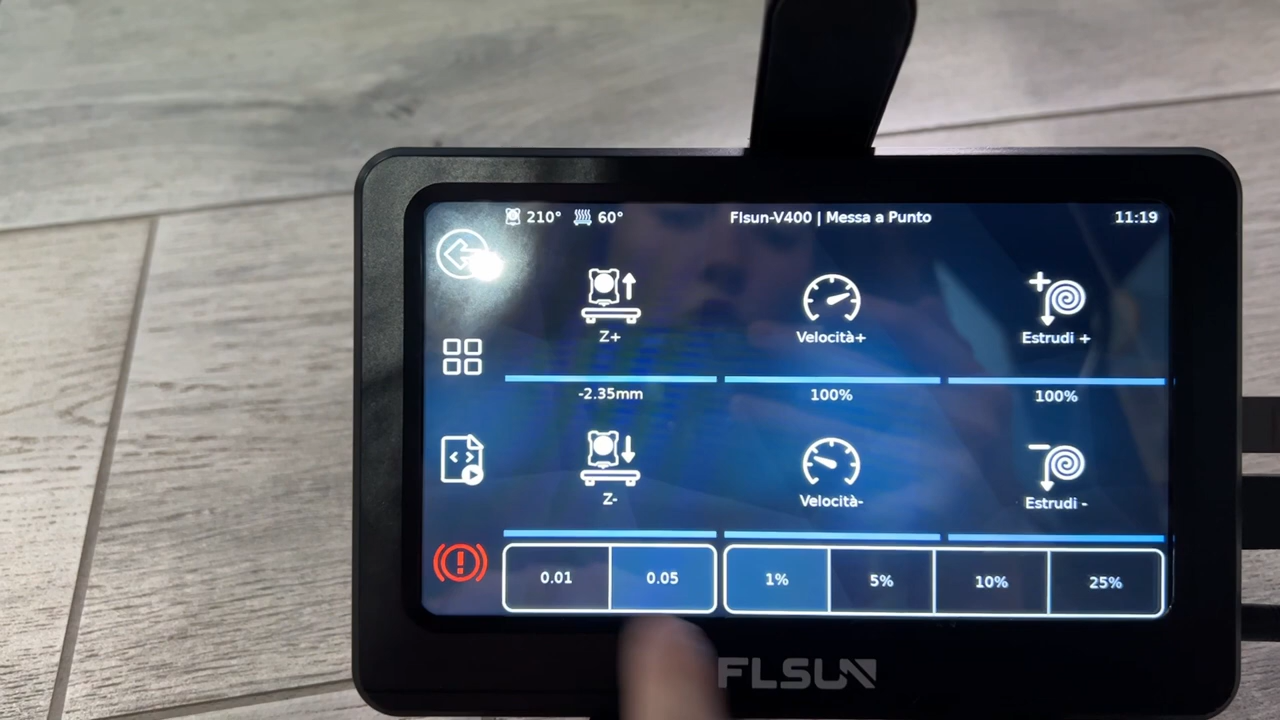 210° 60° Flsun-V400 | Messa a Punto 11:19
Z+ Velocità+ Estrudi +
-2.35mm 100% 100%
Z- Velocità- Estrudi -
0.01 0.05 1% 5% 10% 25%
FLSUN